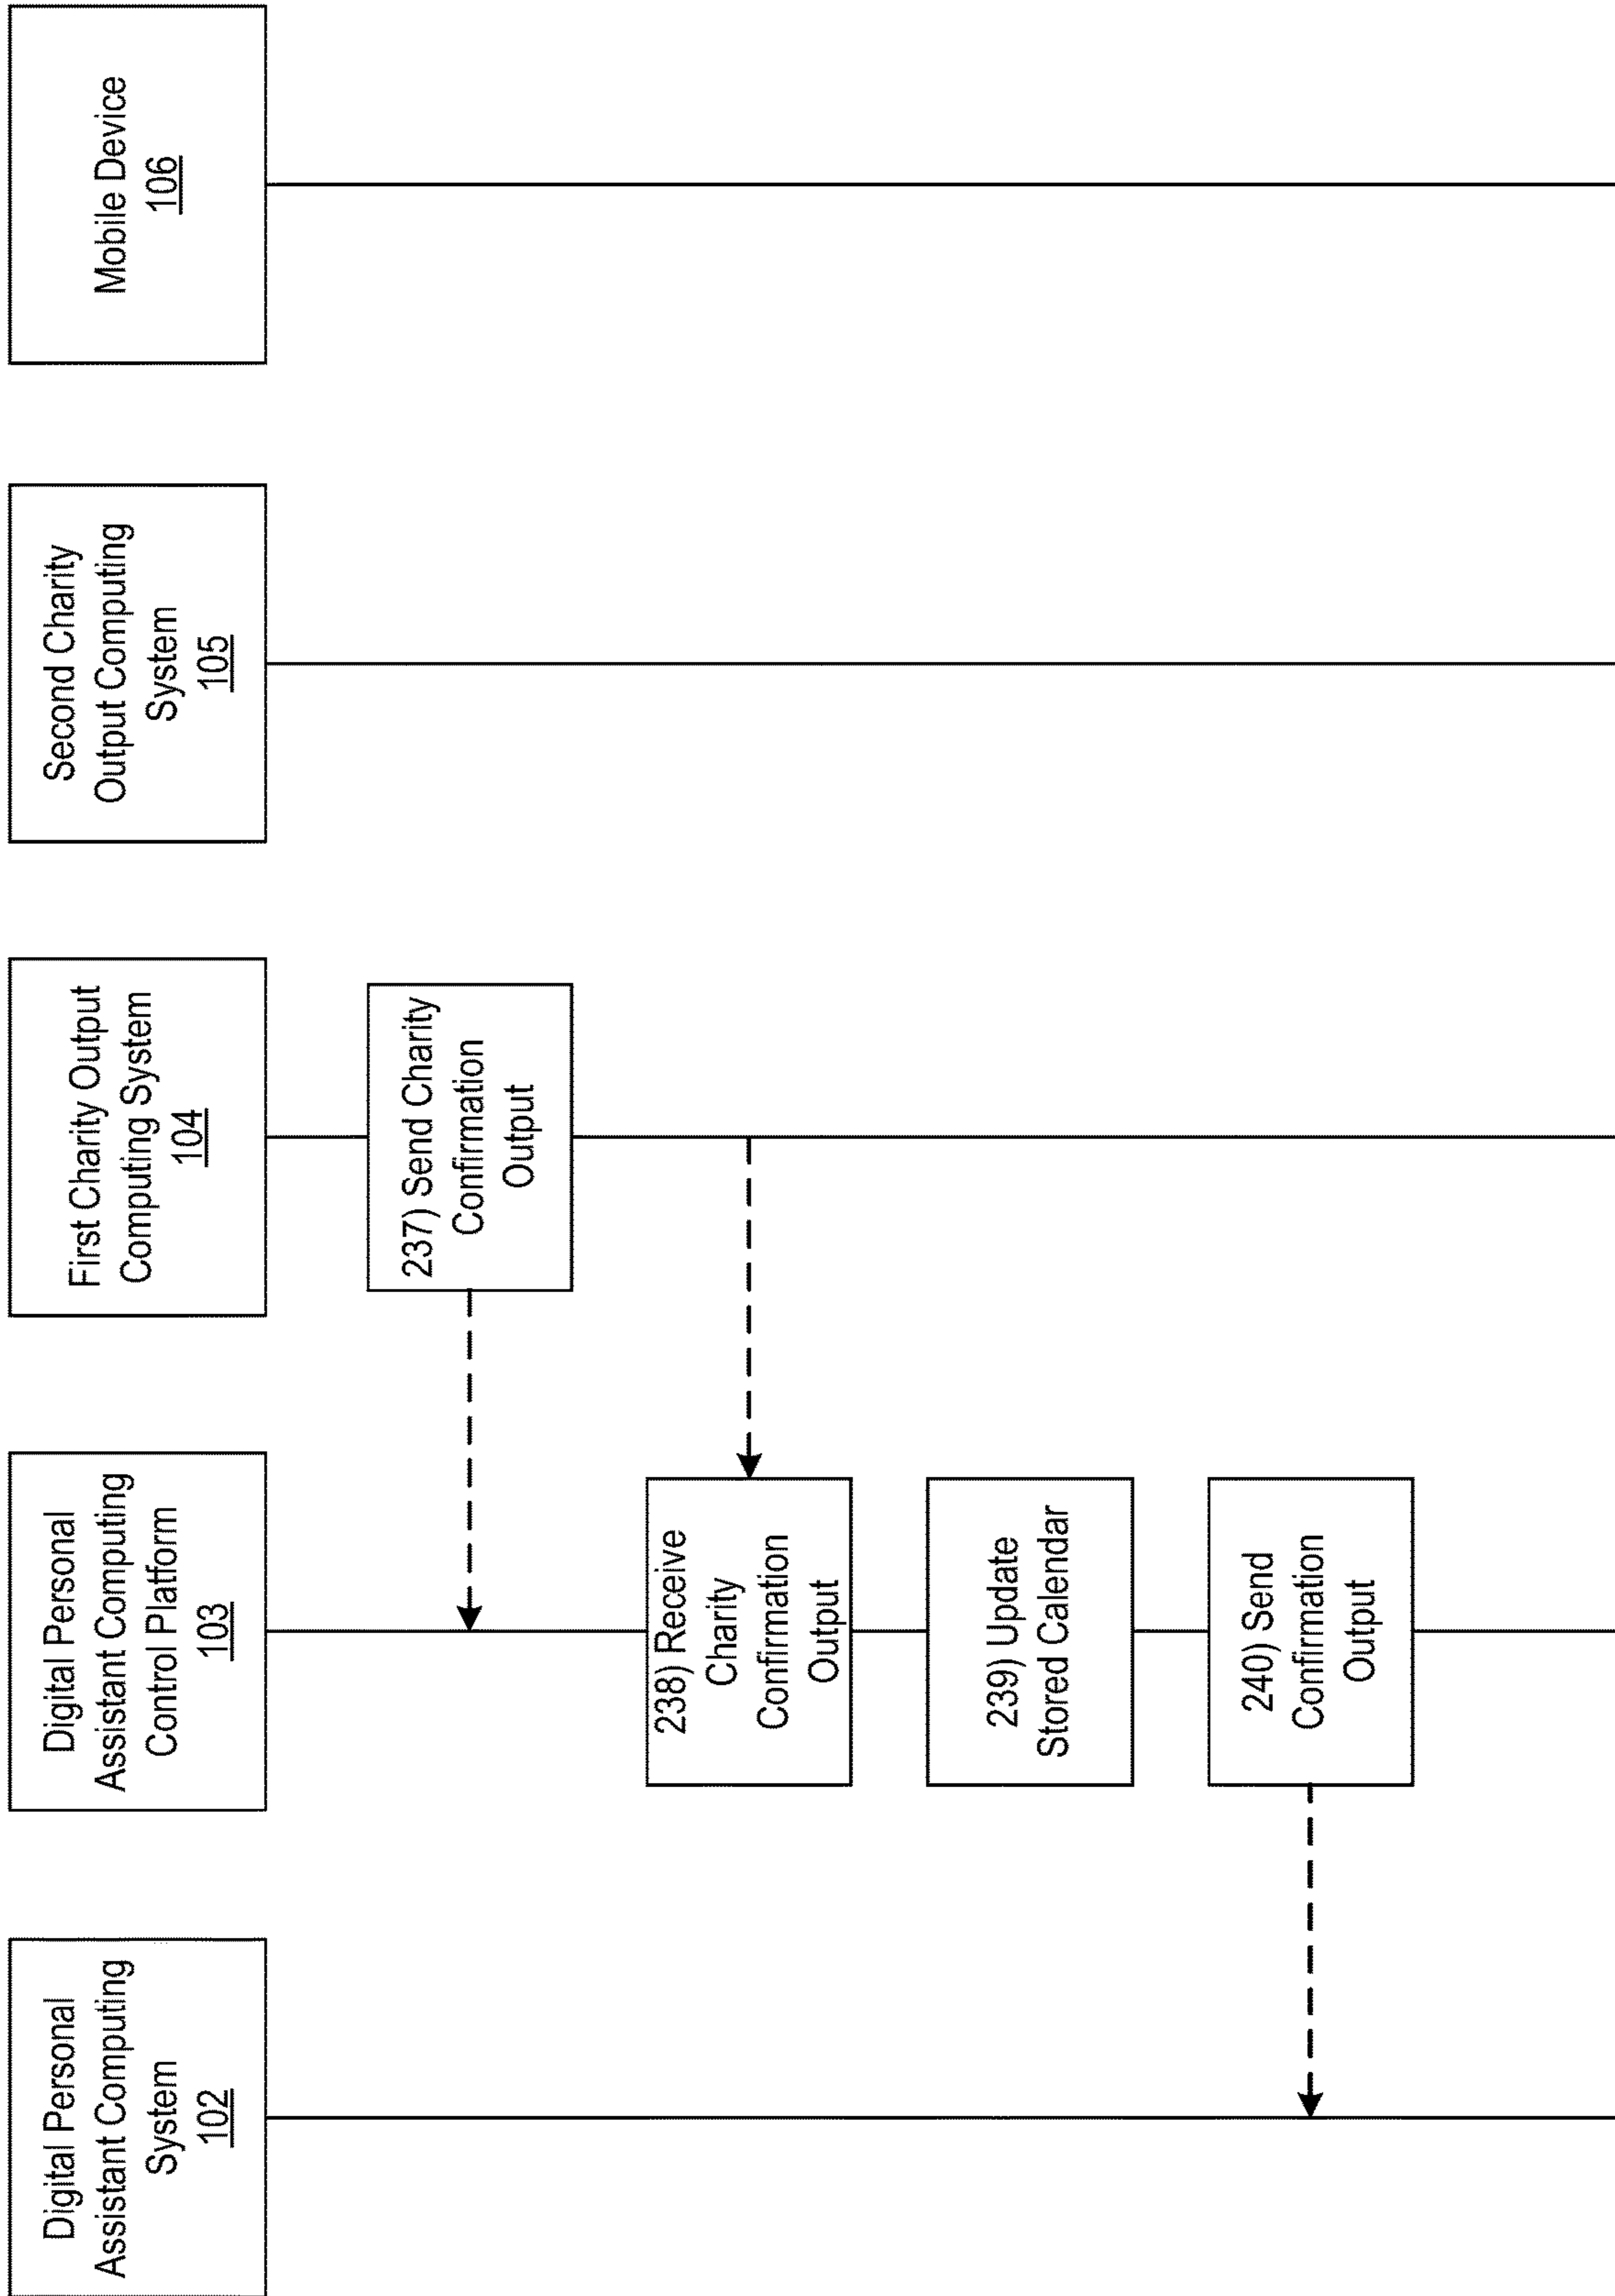 Digital Personal
Assistant Computing
System
102
Digital Personal
Assistant Computing
Control Platform
103
First Charity Output
Computing System
104
Second Charity
Output Computing
System
105
Mobile Device
106
237) Send Charity
Confirmation
Output
238) Receive
Charity
Confirmation
Output
239) Update
Stored Calendar
240) Send
Confirmation
Output